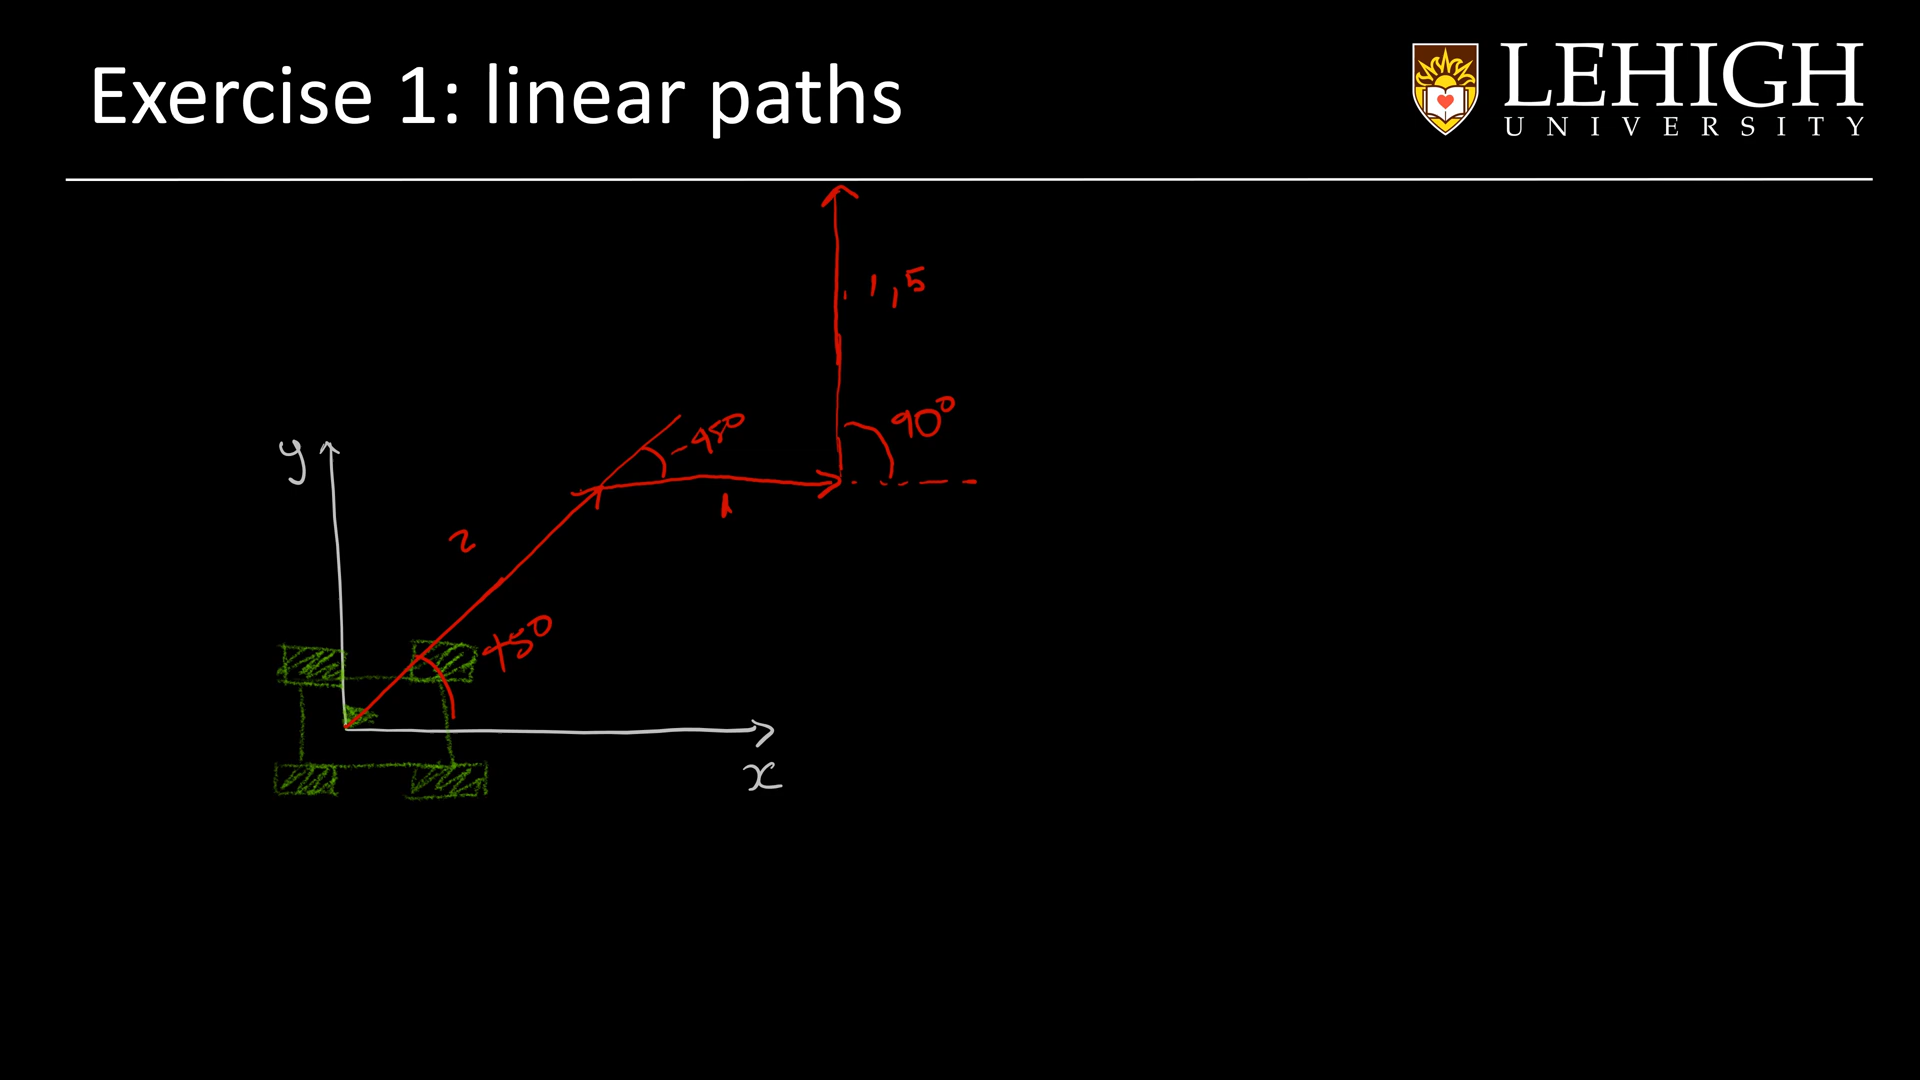 Exercise 1: linear paths
LEHIGH
UNIVERSITY
1,5
90°
-45°
y
1
2
45°
x